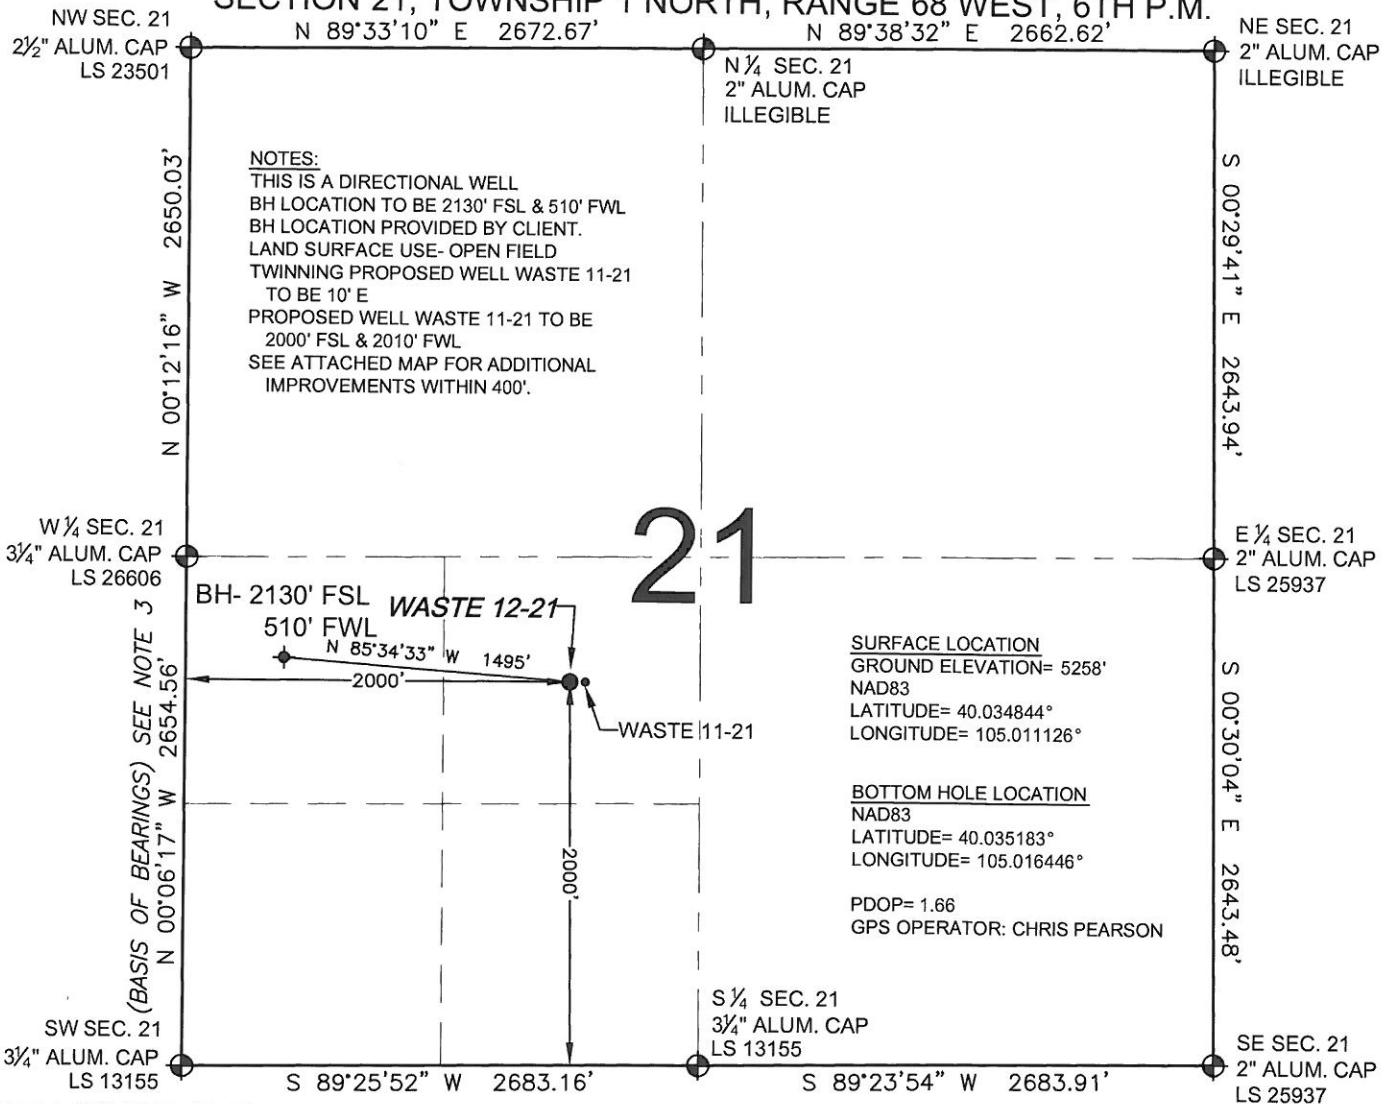 SECTION 21, TOWNSHIP 1 NORTH, RANGE 68 WEST, 6TH P.M.
NW SEC. 21
2½" ALUM. CAP
LS 23501
N 89°33'10" E 2672.67'
N 89°38'32" E 2662.62'
NE SEC. 21
2" ALUM. CAP
ILLEGIBLE
N ¼ SEC. 21
2" ALUM. CAP
ILLEGIBLE
N 00°12'16" W 2650.03'
NOTES:
THIS IS A DIRECTIONAL WELL
BH LOCATION TO BE 2130' FSL & 510' FWL
BH LOCATION PROVIDED BY CLIENT.
LAND SURFACE USE- OPEN FIELD
TWINNING PROPOSED WELL WASTE 11-21
TO BE 10' E
PROPOSED WELL WASTE 11-21 TO BE
2000' FSL & 2010' FWL
SEE ATTACHED MAP FOR ADDITIONAL
IMPROVEMENTS WITHIN 400'.
S 00°29'41" E 2643.94'
W ¼ SEC. 21
3¼" ALUM. CAP
LS 26606
21
E ¼ SEC. 21
2" ALUM. CAP
LS 25937
BH- 2130' FSL
510' FWL
WASTE 12-21
N 85°34'33" W 1495'
2000'
WASTE 11-21
2000'
(BASIS OF BEARINGS) SEE NOTE 3
N 00°06'17" W 2654.56'
SURFACE LOCATION
GROUND ELEVATION= 5258'
NAD83
LATITUDE= 40.034844°
LONGITUDE= 105.011126°
BOTTOM HOLE LOCATION
NAD83
LATITUDE= 40.035183°
LONGITUDE= 105.016446°
PDOP= 1.66
GPS OPERATOR: CHRIS PEARSON
S 00°30'04" E 2643.48'
SW SEC. 21
3¼" ALUM. CAP
LS 13155
S 89°25'52" W 2683.16'
S ¼ SEC. 21
3¼" ALUM. CAP
LS 13155
S 89°23'54" W 2683.91'
SE SEC. 21
2" ALUM. CAP
LS 25937